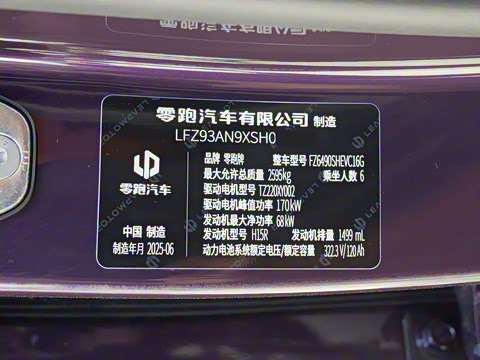 零跑汽车有限公司 制造
LFZ93AN9XSH0
零跑汽车
中国 制造
制造年月 2025-06
品牌 零跑牌 整车型号 FZ6490SHEVC16G
最大允许总质量 2595kg 乘坐人数 6
驱动电机型号 TZ220XY002
驱动电机峰值功率 170kW
发动机最大净功率 68kW
发动机型号 H15R 发动机排量 1499 mL
动力电池系统额定电压/额定容量 322.3 V/120 Ah